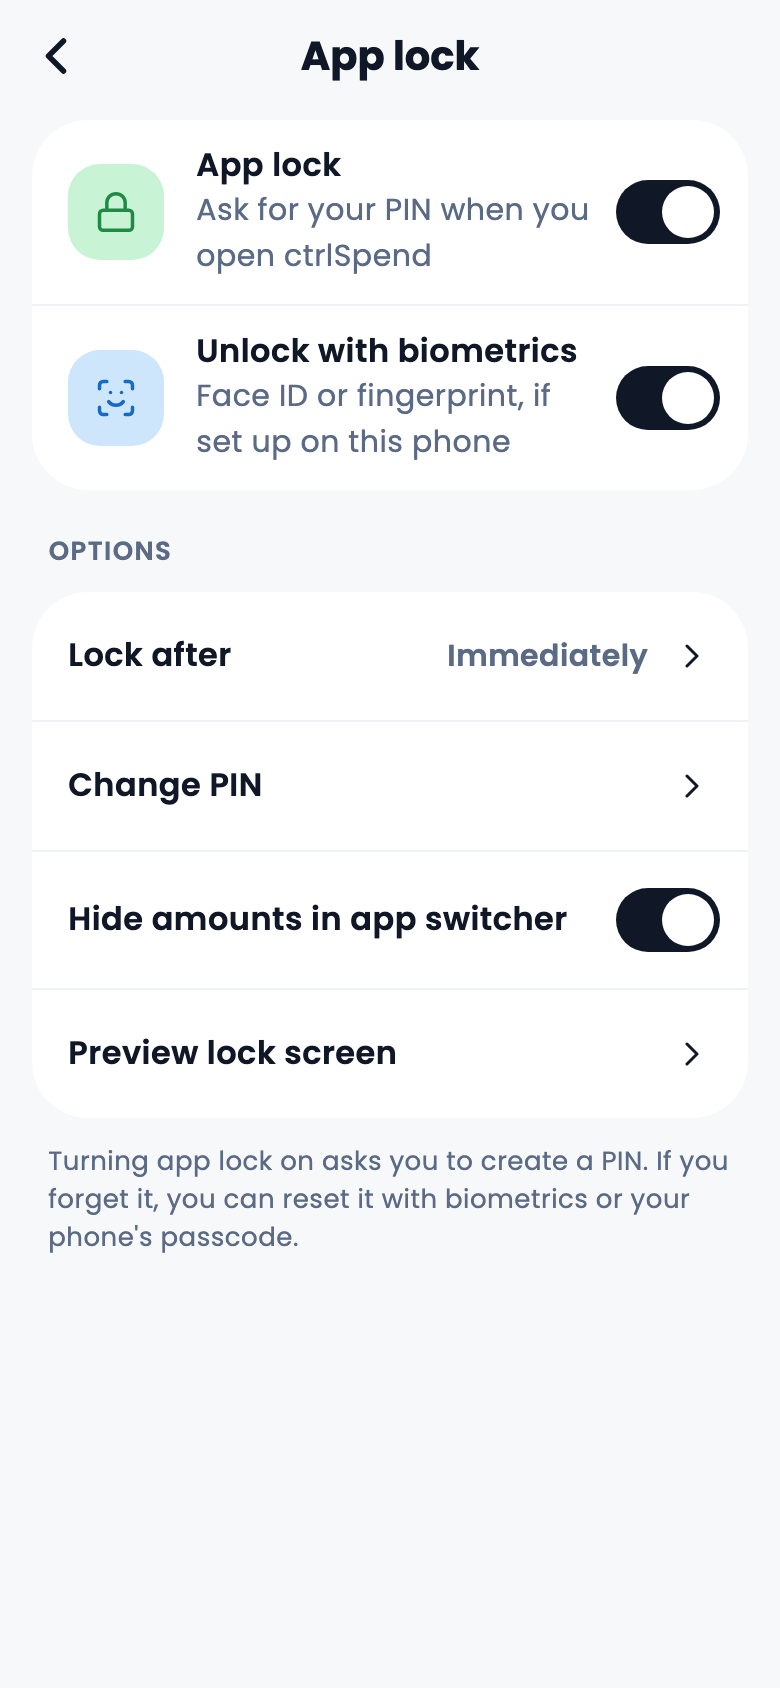 App lock
App lock
Ask for your PIN when you
open ctrlSpend
Unlock with biometrics
Face ID or fingerprint, if
set up on this phone
OPTIONS
Lock after Immediately
Change PIN
Hide amounts in app switcher
Preview lock screen
Turning app lock on asks you to create a PIN. If you
forget it, you can reset it with biometrics or your
phone's passcode.